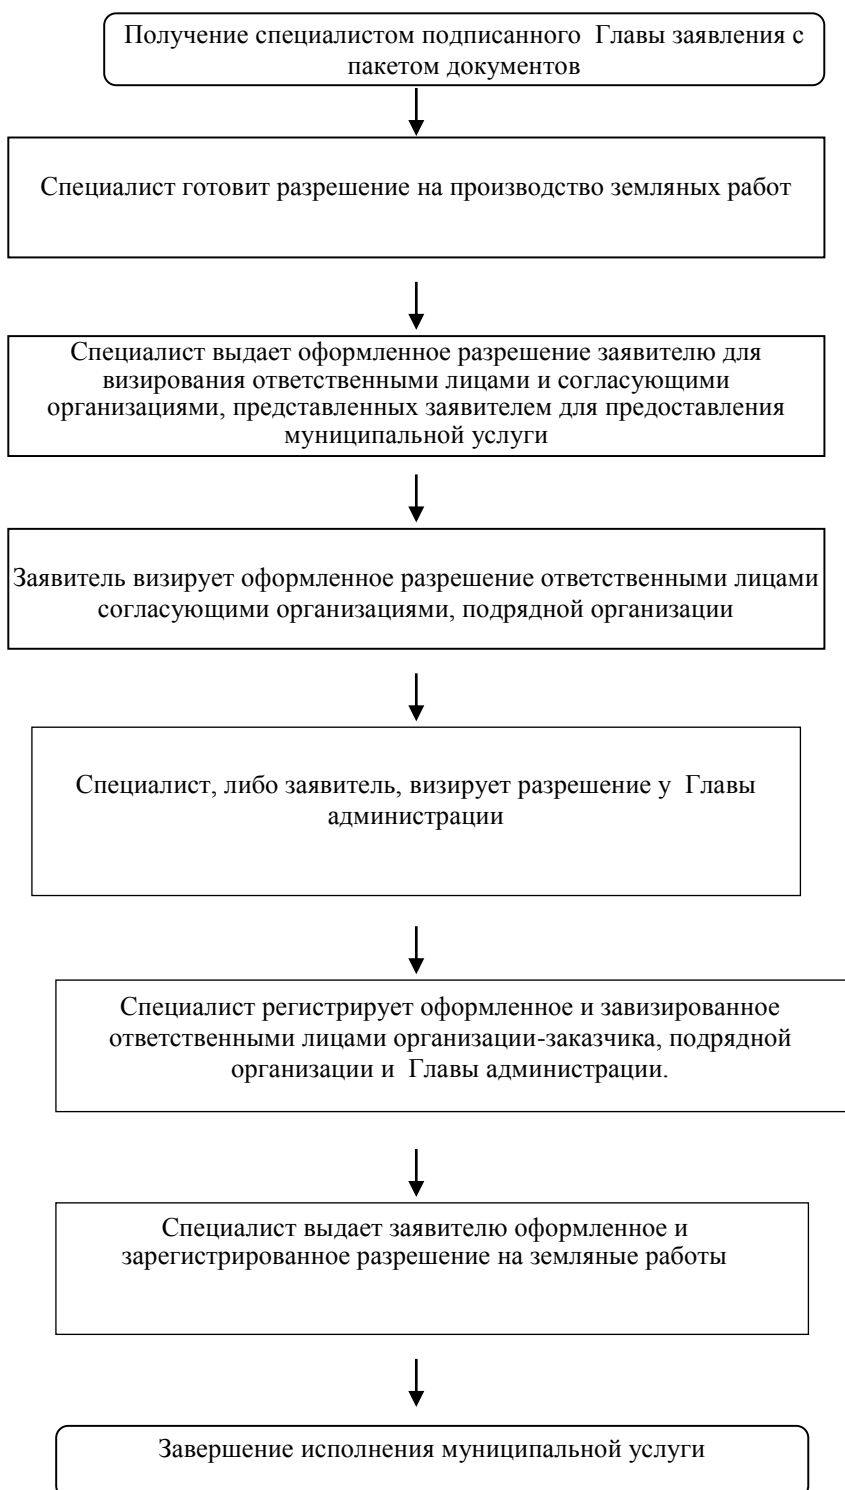 Получение специалистом подписанного Главы заявления с
пакетом документов
Специалист готовит разрешение на производство земляных работ
Специалист выдает оформленное разрешение заявителю для
визирования ответственными лицами и согласующими
организациями, представленных заявителем для предоставления
муниципальной услуги
Заявитель визирует оформленное разрешение ответственными лицами
согласующими организациями, подрядной организации
Специалист, либо заявитель, визирует разрешение у Главы
администрации
Специалист регистрирует оформленное и завизированное
ответственными лицами организации-заказчика, подрядной
организации и Главы администрации.
Специалист выдает заявителю оформленное и
зарегистрированное разрешение на земляные работы
Завершение исполнения муниципальной услуги